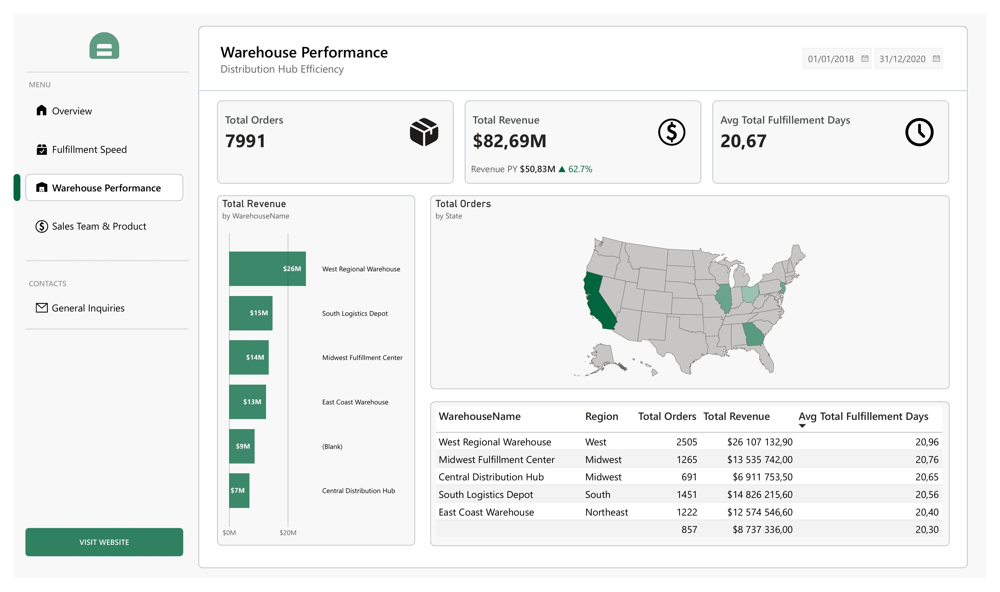 MENU
Overview
Fulfillment Speed
Warehouse Performance
Sales Team & Product
CONTACTS
General Inquiries
VISIT WEBSITE
Warehouse Performance
Distribution Hub Efficiency
01/01/2018 31/12/2020
Total Orders
7991
Total Revenue
$82,69M
Revenue PY $50,83M ▲ 62.7%
Avg Total Fulfillement Days
20,67
Total Revenue
by WarehouseName
$26M West Regional Warehouse
$15M South Logistics Depot
$14M Midwest Fulfillment Center
$13M East Coast Warehouse
$9M (Blank)
$7M Central Distribution Hub
$0M $20M
Total Orders
by State
WarehouseName Region Total Orders Total Revenue Avg Total Fulfillement Days
West Regional Warehouse West 2505 $26 107 132,90 20,96
Midwest Fulfillment Center Midwest 1265 $13 535 742,00 20,76
Central Distribution Hub Midwest 691 $6 911 753,50 20,65
South Logistics Depot South 1451 $14 826 215,60 20,56
East Coast Warehouse Northeast 1222 $12 574 546,60 20,40
857 $8 737 336,00 20,30